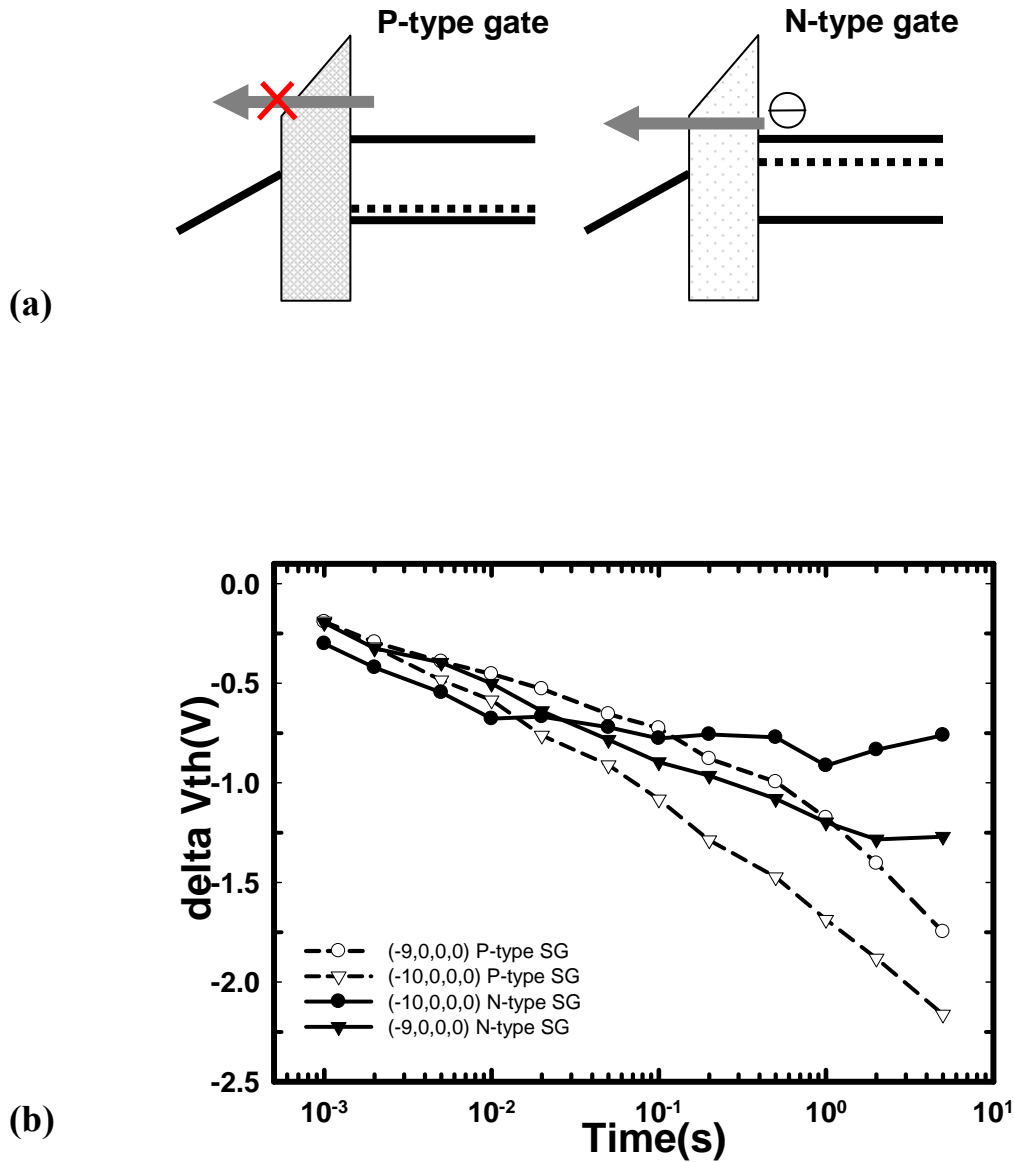 P-type gate
N-type gate
(a)
0.0
-0.5
-1.0
-1.5
-2.0
-2.5
delta Vth(V)
(-9,0,0,0) P-type SG
(-10,0,0,0) P-type SG
(-10,0,0,0) N-type SG
(-9,0,0,0) N-type SG
10⁻³ 10⁻² 10⁻¹ 10⁰ 10¹
Time(s)
(b)